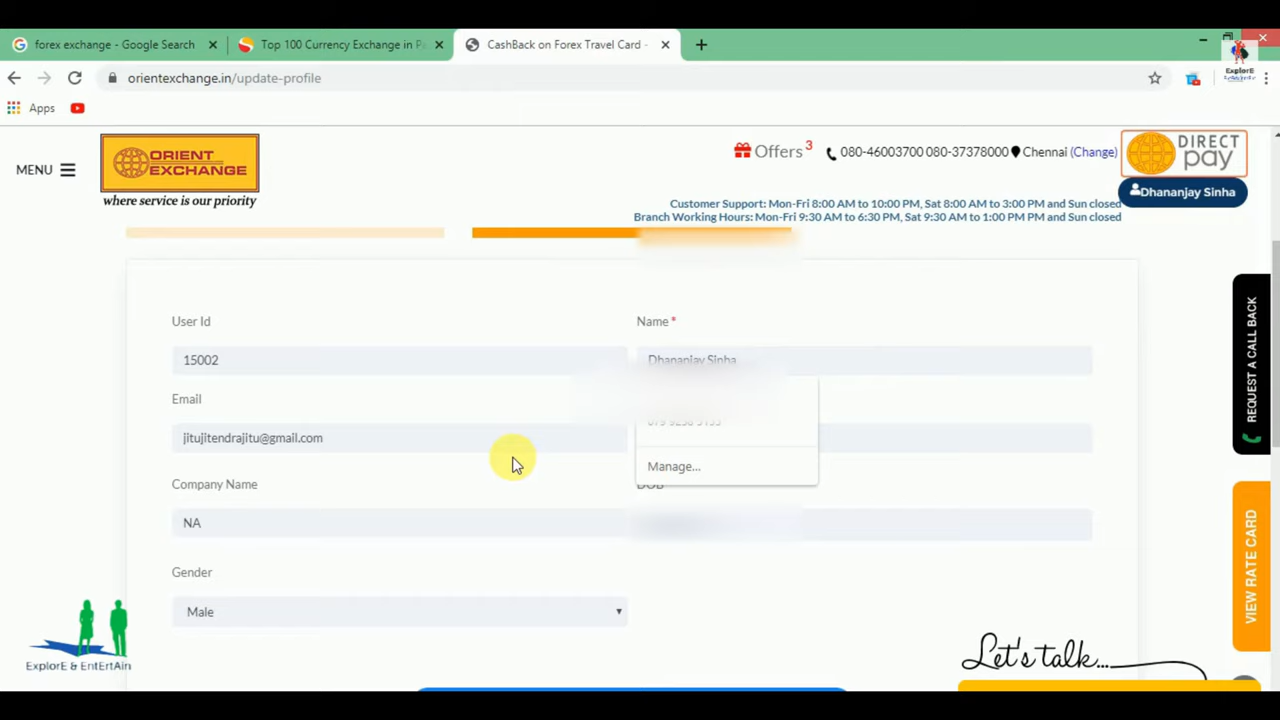 forex exchange - Google Search
Top 100 Currency Exchange in P
CashBack on Forex Travel Card -
orientexchange.in/update-profile
Apps
ExplorE
MENU
ORIENT EXCHANGE
where service is our priority
Offers 3
080-46003700 080-37378000 Chennai (Change)
DIRECT pay
Dhananjay Sinha
Customer Support: Mon-Fri 8:00 AM to 10:00 PM, Sat 8:00 AM to 3:00 PM and Sun closed
Branch Working Hours: Mon-Fri 9:30 AM to 6:30 PM, Sat 9:30 AM to 1:00 PM PM and Sun closed
User Id
Name *
15002
Dhananjay Sinha
Email
jitujitendrajitu@gmail.com
Manage...
Company Name
DOB
NA
Gender
Male
REQUEST A CALL BACK
VIEW RATE CARD
ExplorE & EntErtAin
Let's talk...